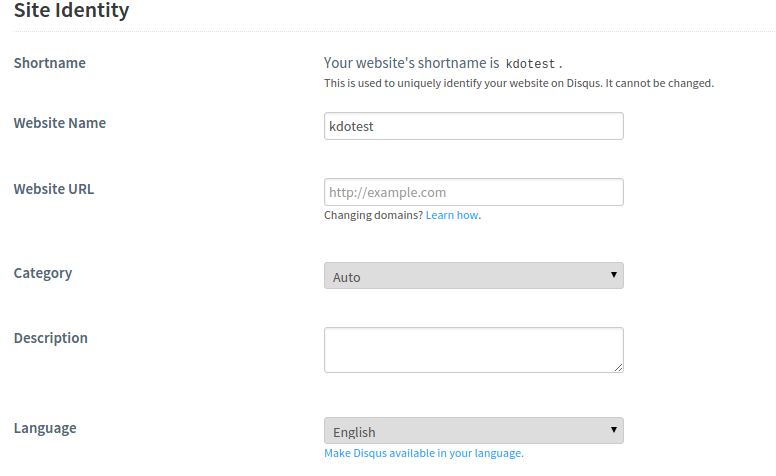 Site Identity
Shortname
Your website's shortname is kdotest.
This is used to uniquely identify your website on Disqus. It cannot be changed.
Website Name
kdotest
Website URL
http://example.com
Changing domains? Learn how.
Category
Auto
Description
Language
English
Make Disqus available in your language.